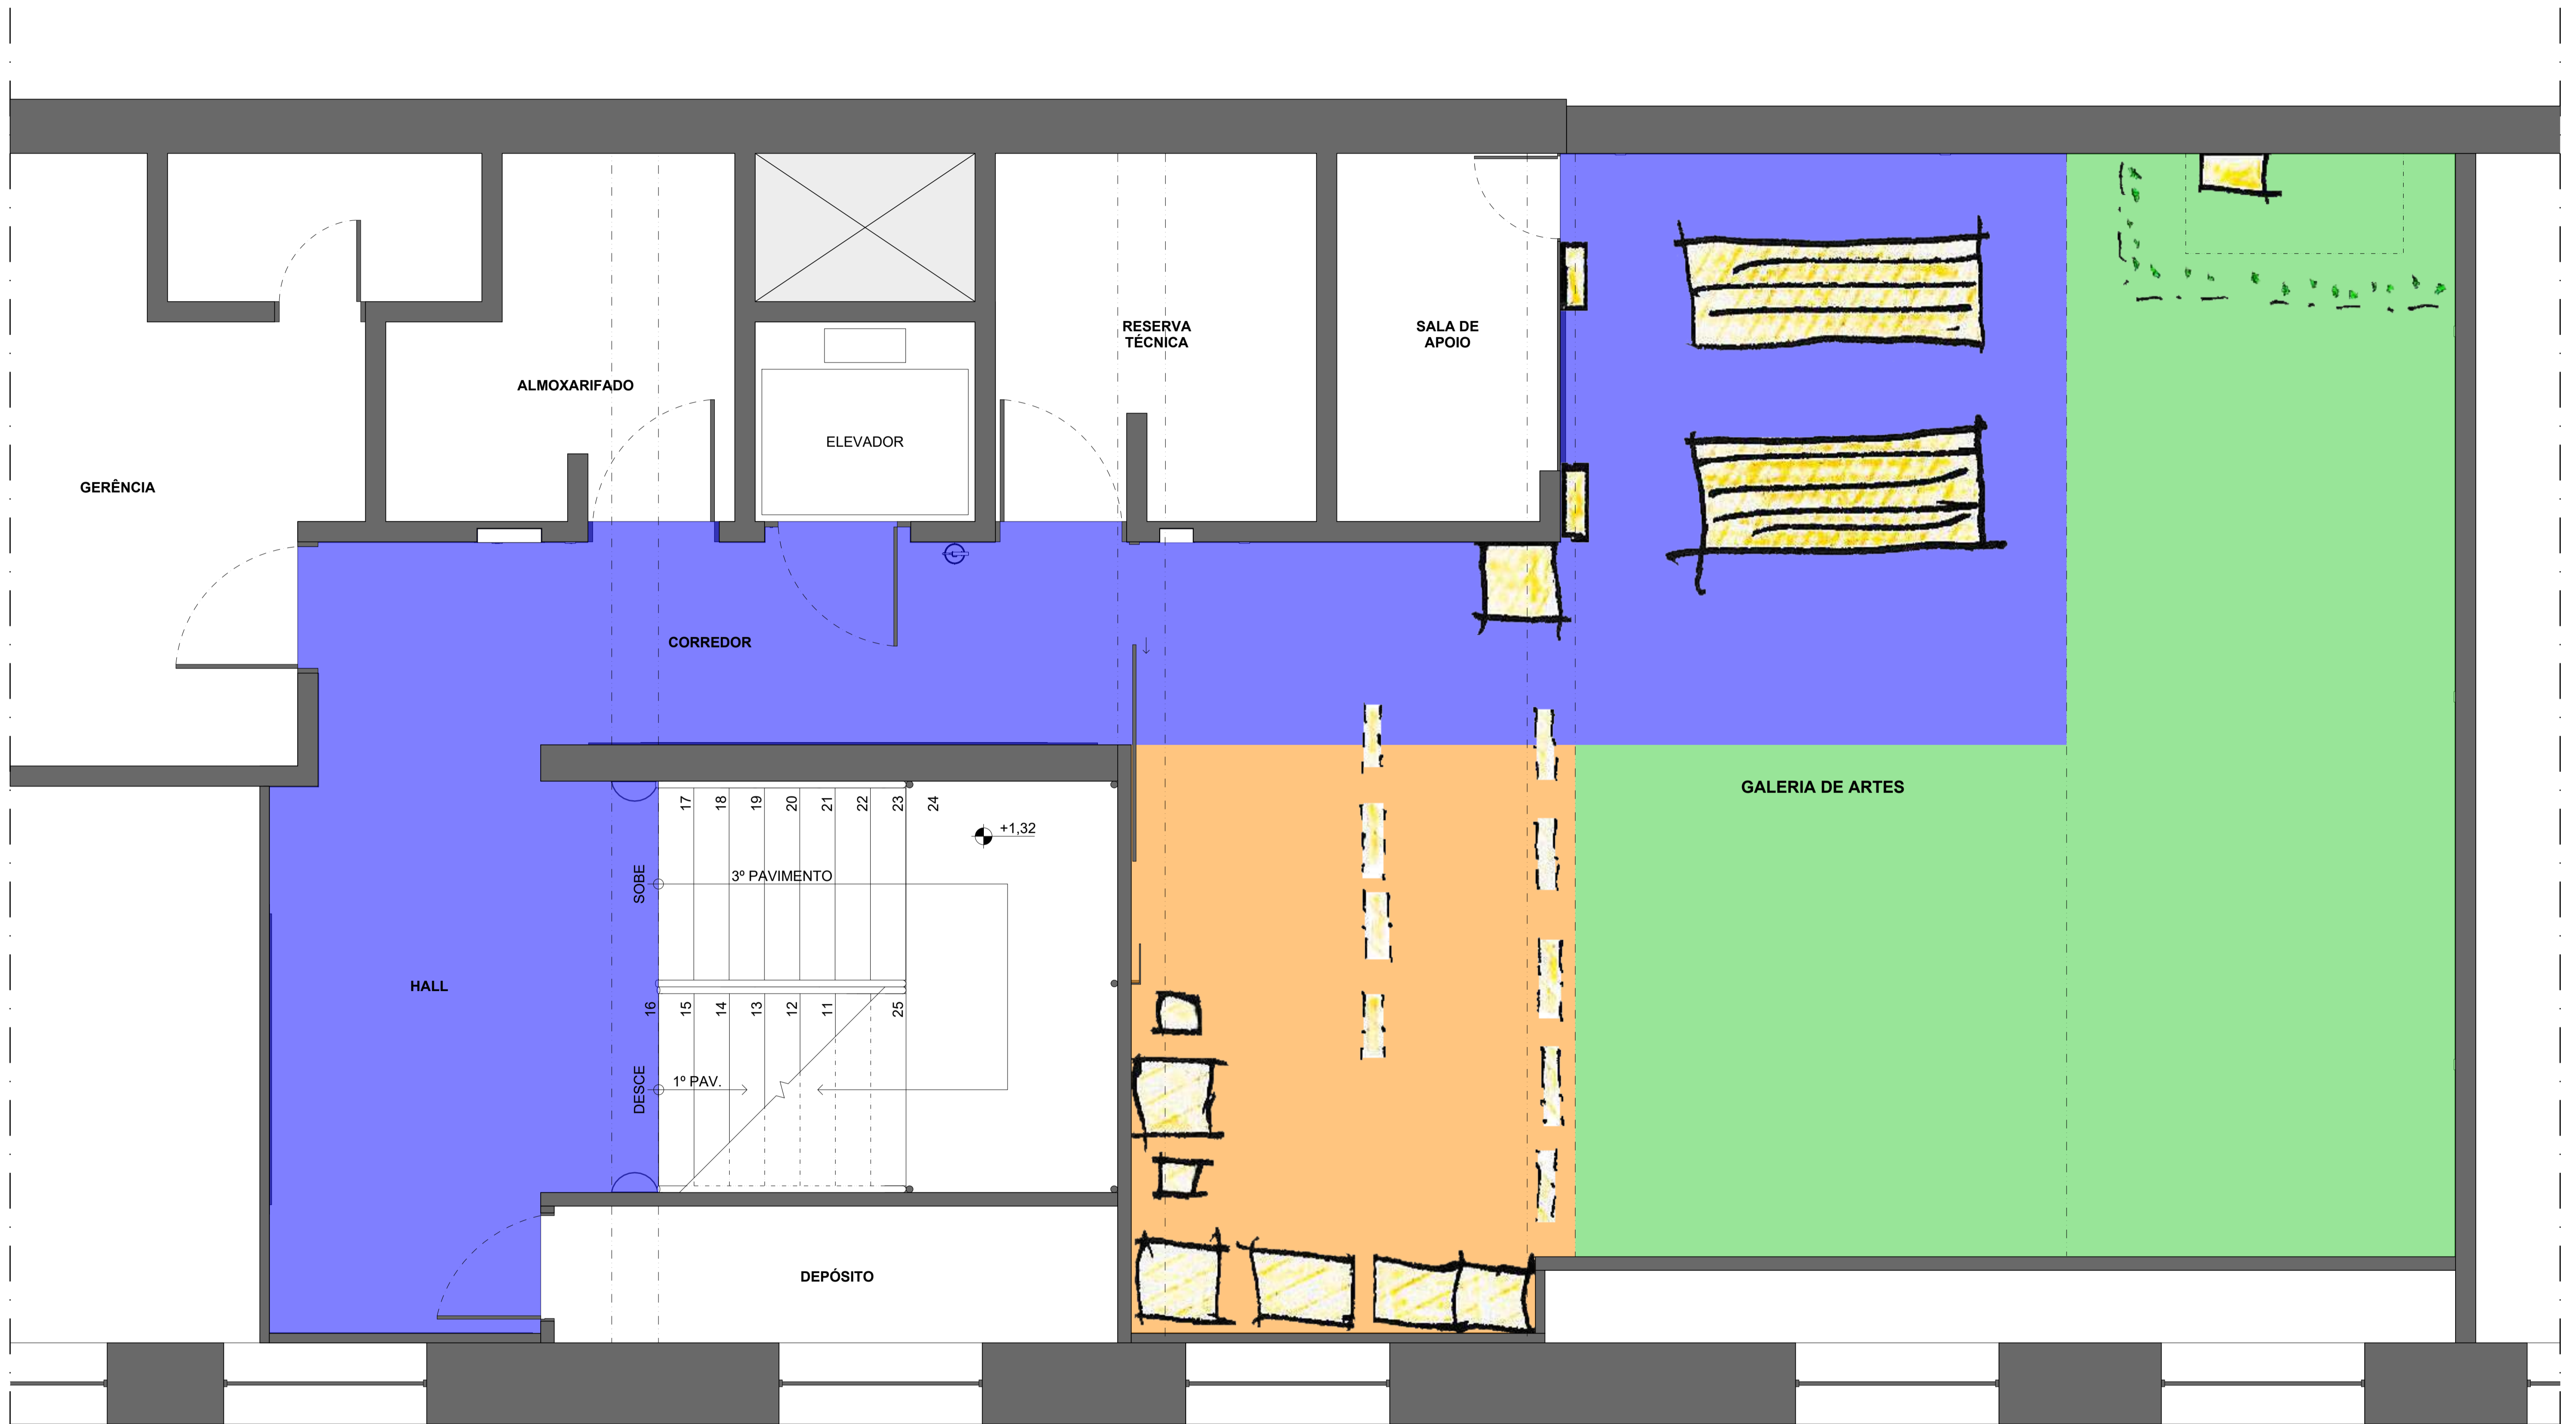 RESERVA
TÉCNICA
SALA DE
APOIO
ALMOXARIFADO
ELEVADOR
GERÊNCIA
CORREDOR
GALERIA DE ARTES
17 18 19 20 21 22 23 24
+1,32
SOBE
3º PAVIMENTO
HALL
16 15 14 13 12 11 25
DESCE
1º PAV.
DEPÓSITO